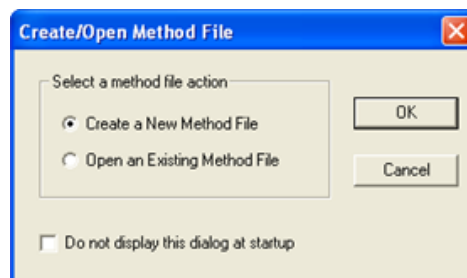 Create/Open Method File
Select a method file action
Create a New Method File
OK
Open an Existing Method File
Cancel
Do not display this dialog at startup